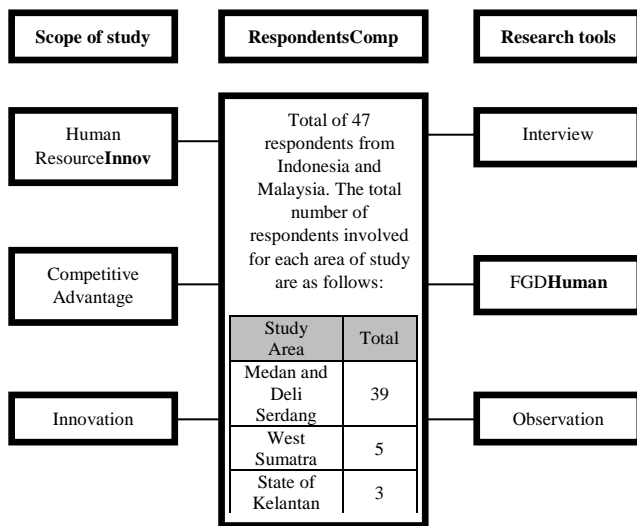 Scope of study
RespondentsComp
Research tools
Human
ResourceInnov
Competitive
Advantage
Innovation
Total of 47
respondents from
Indonesia and
Malaysia. The total
number of
respondents involved
for each area of study
are as follows:
Study
Area
Total
Medan and
Deli
Serdang
39
West
Sumatra
5
State of
Kelantan
3
Interview
FGDHuman
Observation